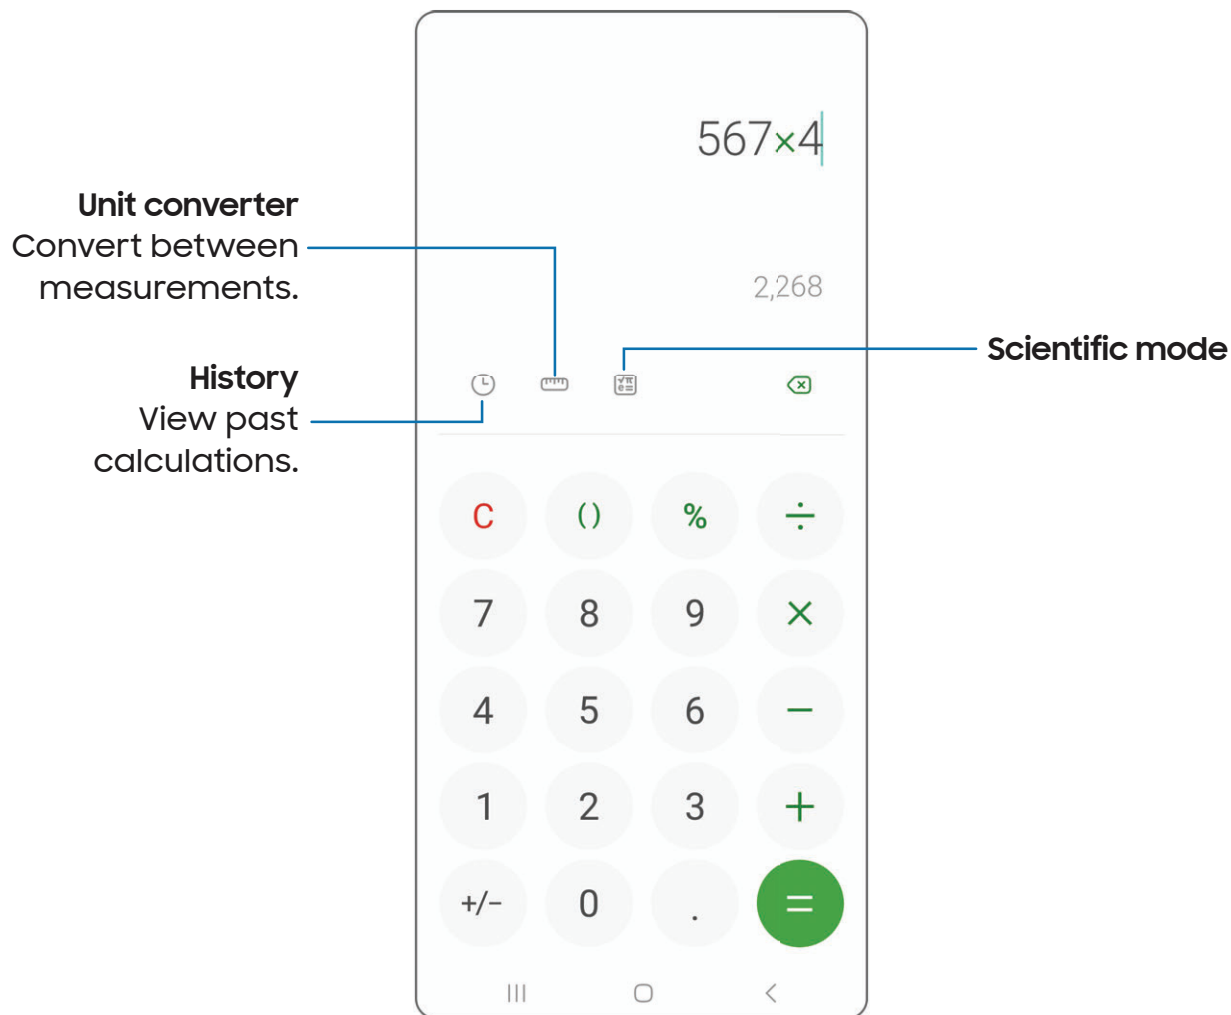 567×4
Unit converter
Convert between
measurements.
2,268
Scientific mode
History
View past
calculations.
√π
e=
C () % ÷
7 8 9 ×
4 5 6 −
1 2 3 +
+/− 0 . =